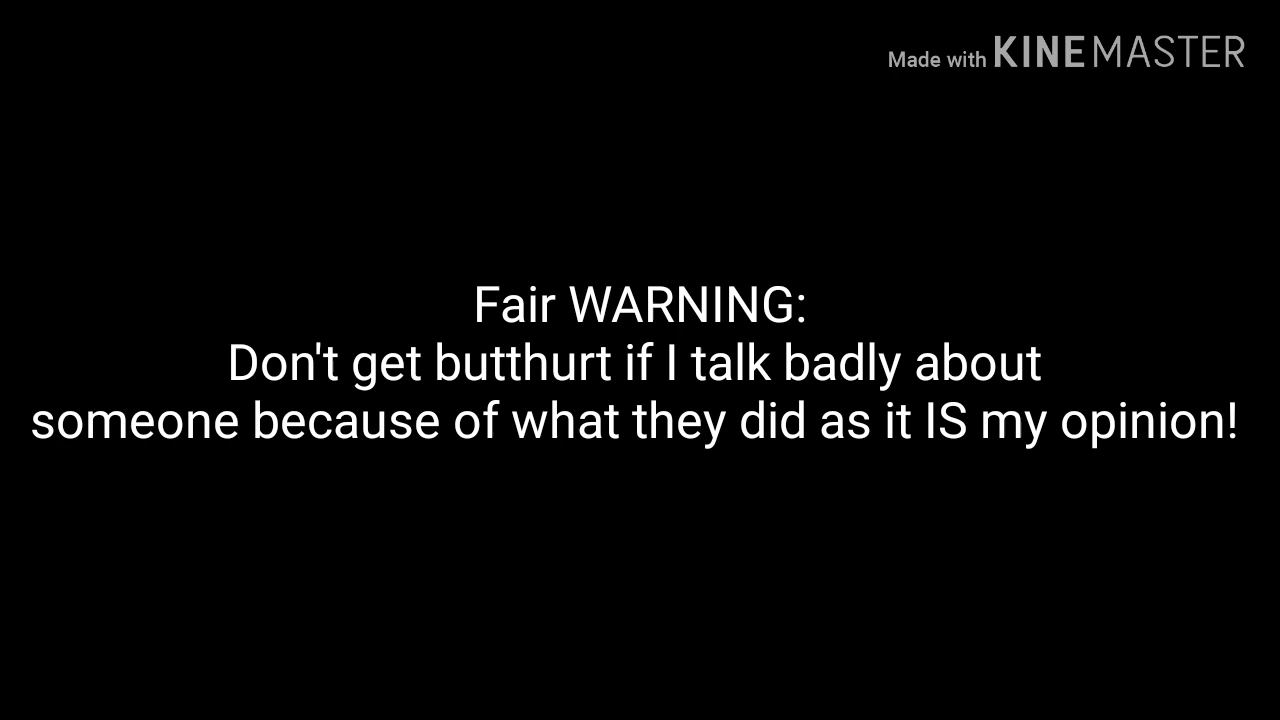 Made with KINEMASTER
Fair WARNING:
Don't get butthurt if I talk badly about
someone because of what they did as it IS my opinion!